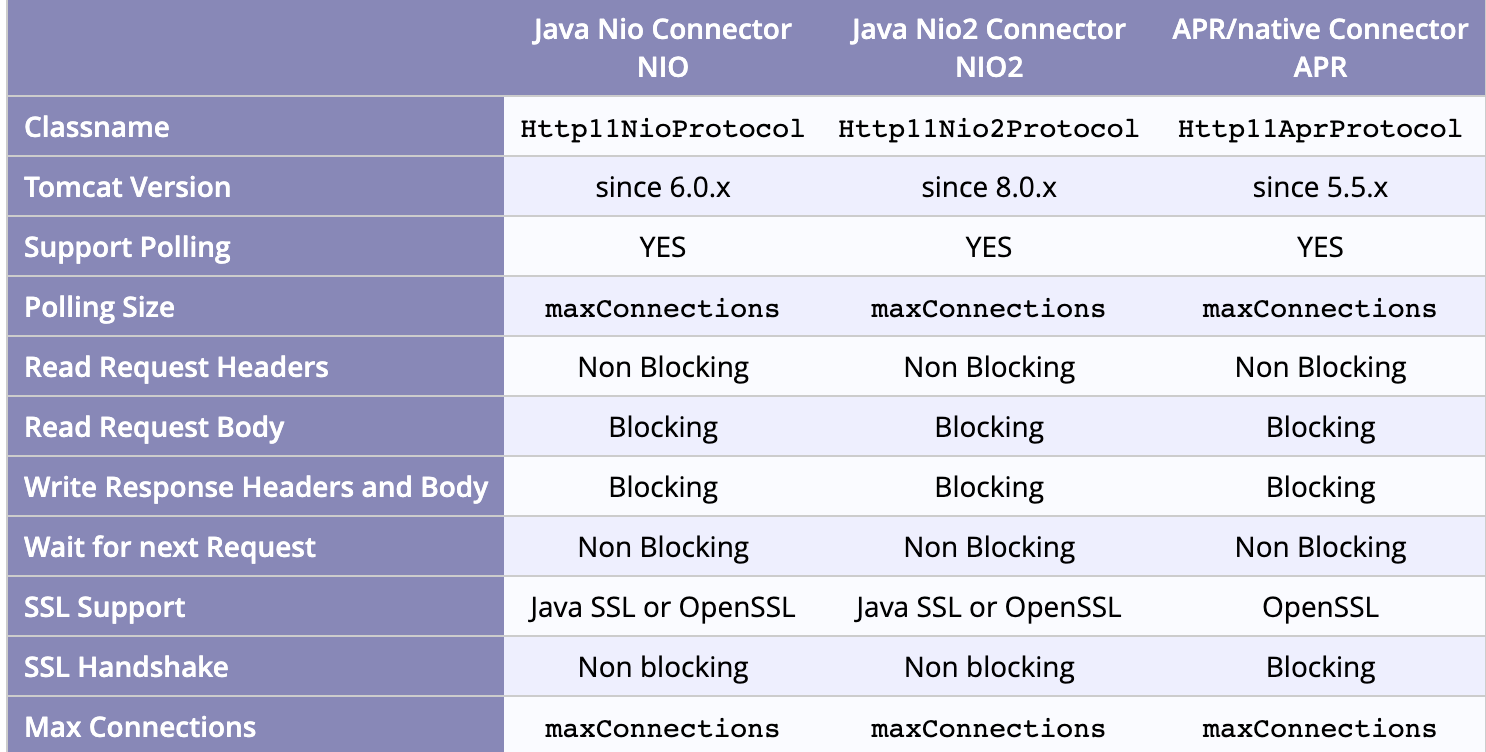 Java Nio Connector Java Nio2 Connector APR/native Connector
NIO NIO2 APR
Classname Http11NioProtocol Http11Nio2Protocol Http11AprProtocol
Tomcat Version since 6.0.x since 8.0.x since 5.5.x
Support Polling YES YES YES
Polling Size maxConnections maxConnections maxConnections
Read Request Headers Non Blocking Non Blocking Non Blocking
Read Request Body Blocking Blocking Blocking
Write Response Headers and Body Blocking Blocking Blocking
Wait for next Request Non Blocking Non Blocking Non Blocking
SSL Support Java SSL or OpenSSL Java SSL or OpenSSL OpenSSL
SSL Handshake Non blocking Non blocking Blocking
Max Connections maxConnections maxConnections maxConnections